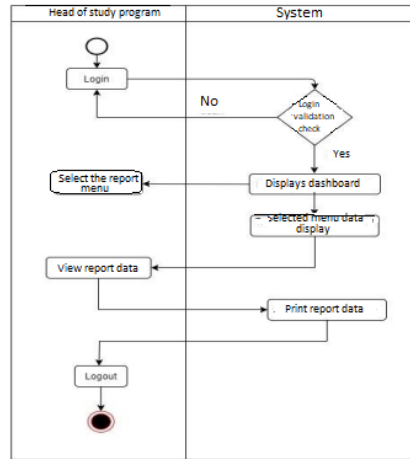 Head of study program
System
Login
Login
validation
check
No
Yes
Select the report
menu
Displays dashboard
Selected menu data
display
View report data
Print report data
Logout